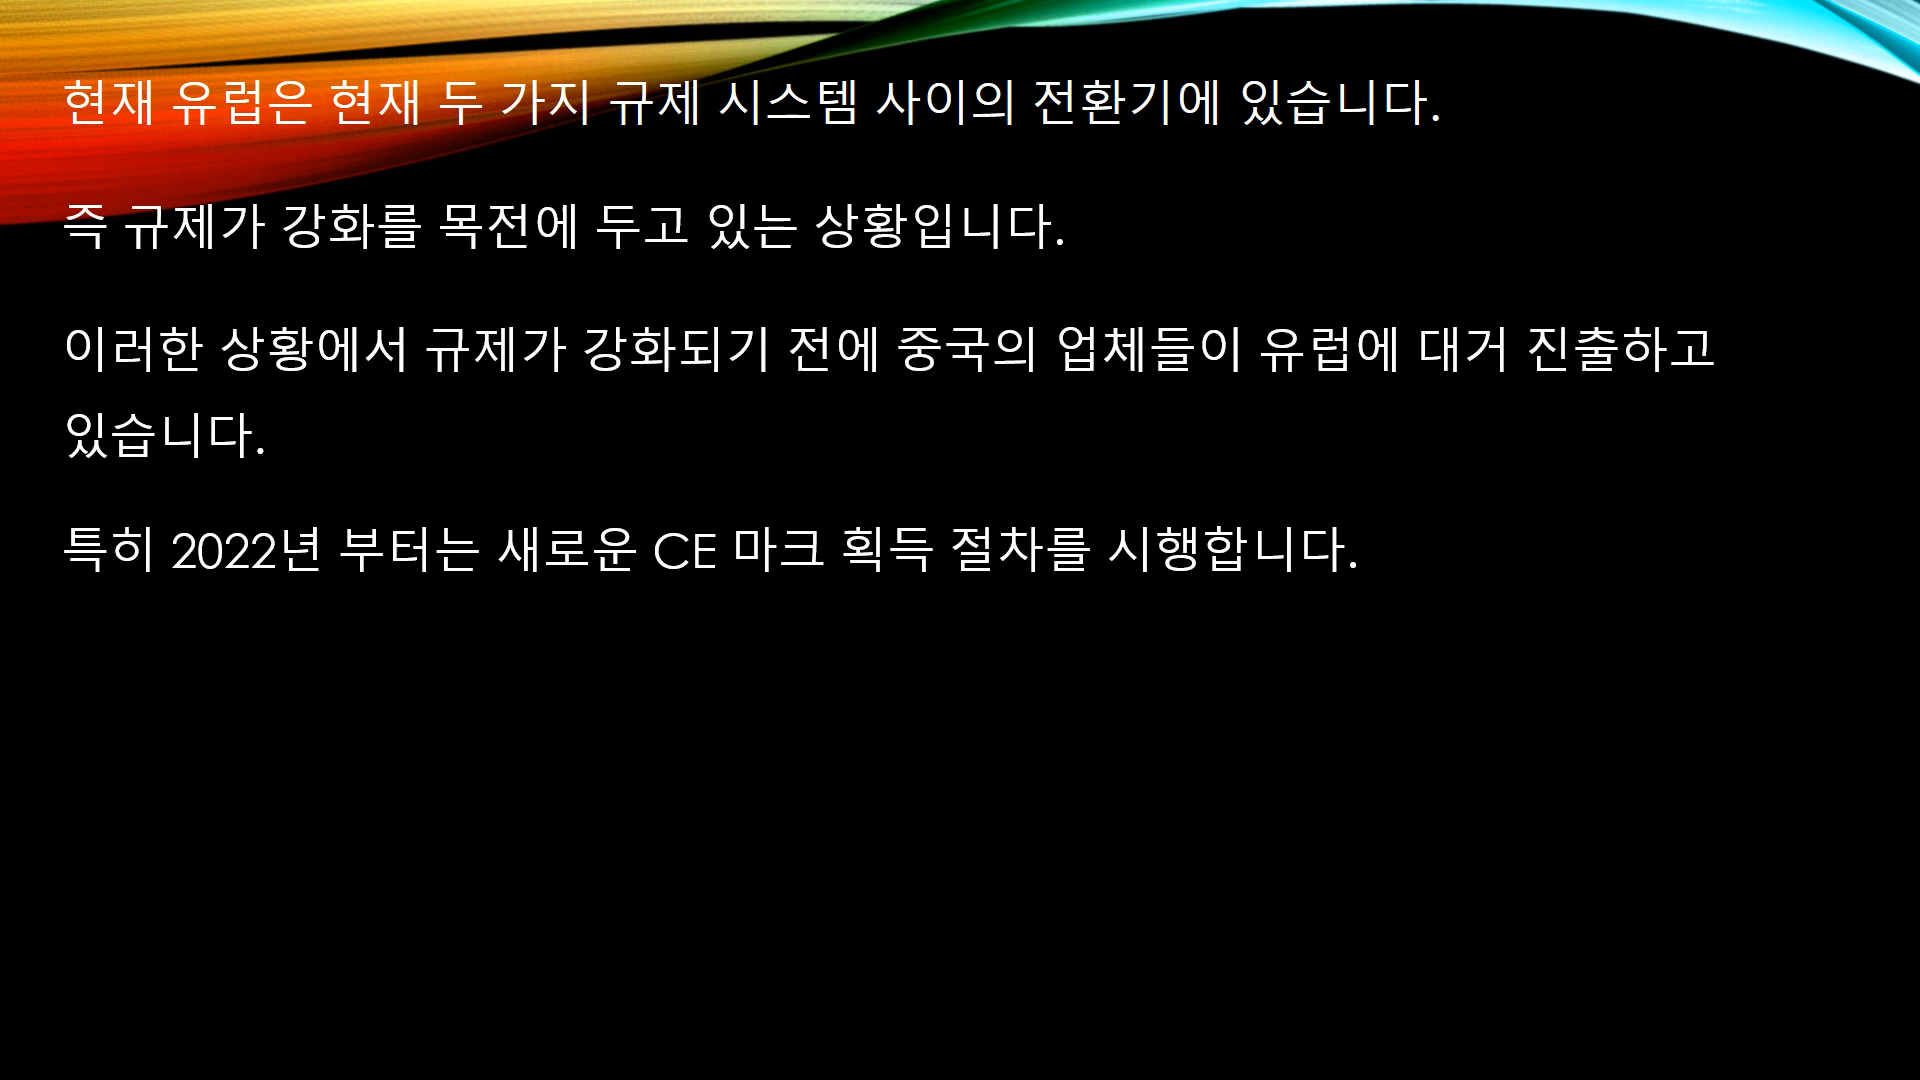 현재 유럽은 현재 두 가지 규제 시스템 사이의 전환기에 있습니다.
즉 규제가 강화를 목전에 두고 있는 상황입니다.
이러한 상황에서 규제가 강화되기 전에 중국의 업체들이 유럽에 대거 진출하고
있습니다.
특히 2022년 부터는 새로운 CE 마크 획득 절차를 시행합니다.